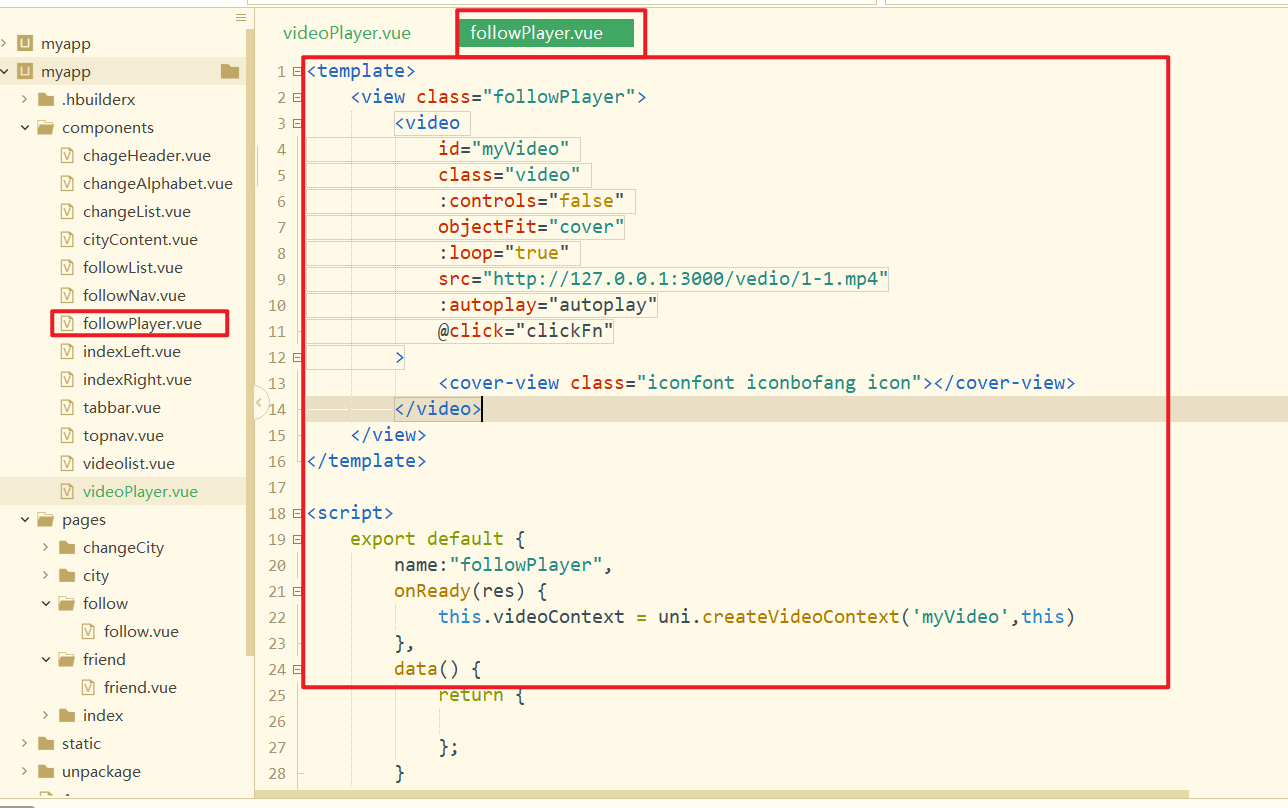 myapp
myapp
.hbuilderx
components
chageHeader.vue
changeAlphabet.vue
changeList.vue
cityContent.vue
followList.vue
followNav.vue
followPlayer.vue
indexLeft.vue
indexRight.vue
tabbar.vue
topnav.vue
videolist.vue
videoPlayer.vue
pages
changeCity
city
follow
follow.vue
friend
friend.vue
index
static
unpackage
videoPlayer.vue
followPlayer.vue
1 <template>
2 <view class="followPlayer">
3 <video
4 id="myVideo"
5 class="video"
6 :controls="false"
7 objectFit="cover"
8 :loop="true"
9 src="http://127.0.0.1:3000/vedio/1-1.mp4"
10 :autoplay="autoplay"
11 @click="clickFn"
12 >
13 <cover-view class="iconfont iconbofang icon"></cover-view>
14 </video>
15 </view>
16 </template>
17
18 <script>
19 export default {
20 name:"followPlayer",
21 onReady(res) {
22 this.videoContext = uni.createVideoContext('myVideo',this)
23 },
24 data() {
25 return {
26
27 };
28 }